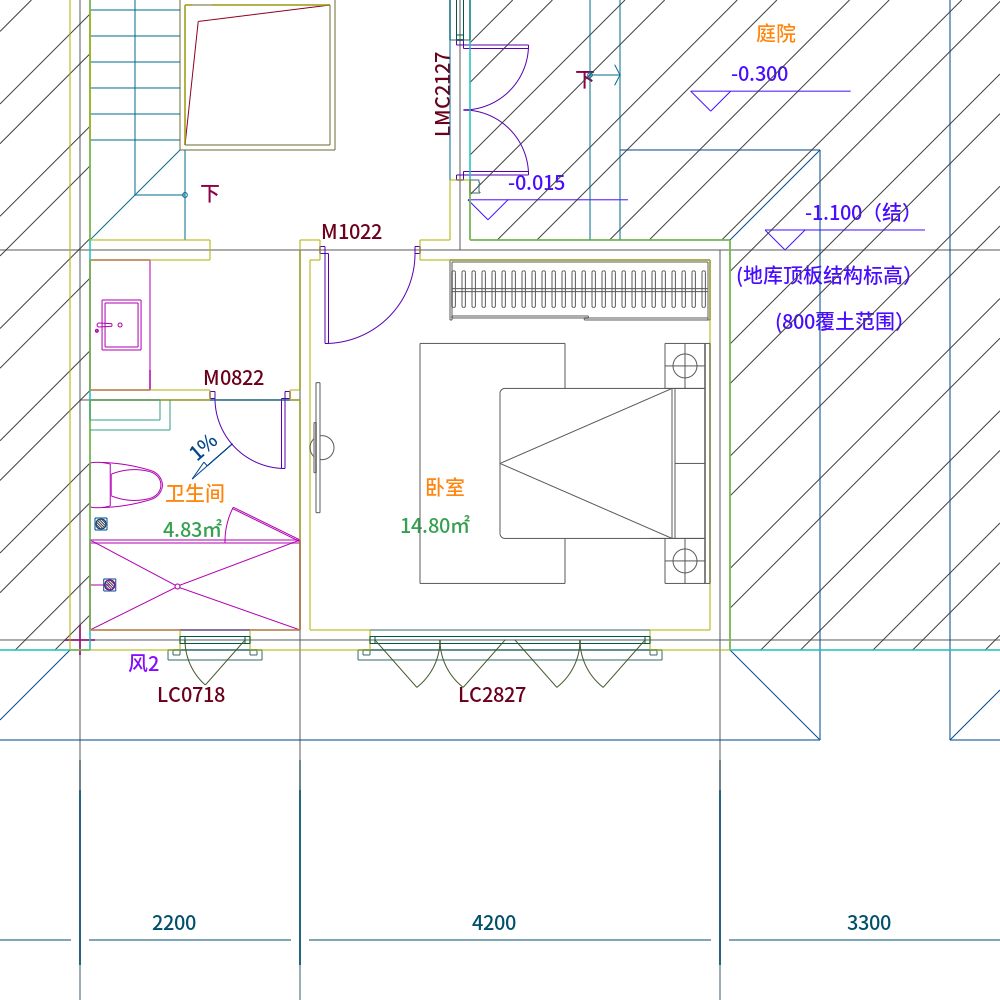 庭院
-0.300
LMC2127
下
-0.015
下
-1.100（结）
M1022
(地库顶板结构标高）
(800覆土范围）
M0822
1%
卫生间
4.83㎡
卧室
14.80㎡
风2
LC0718
LC2827
2200
4200
3300